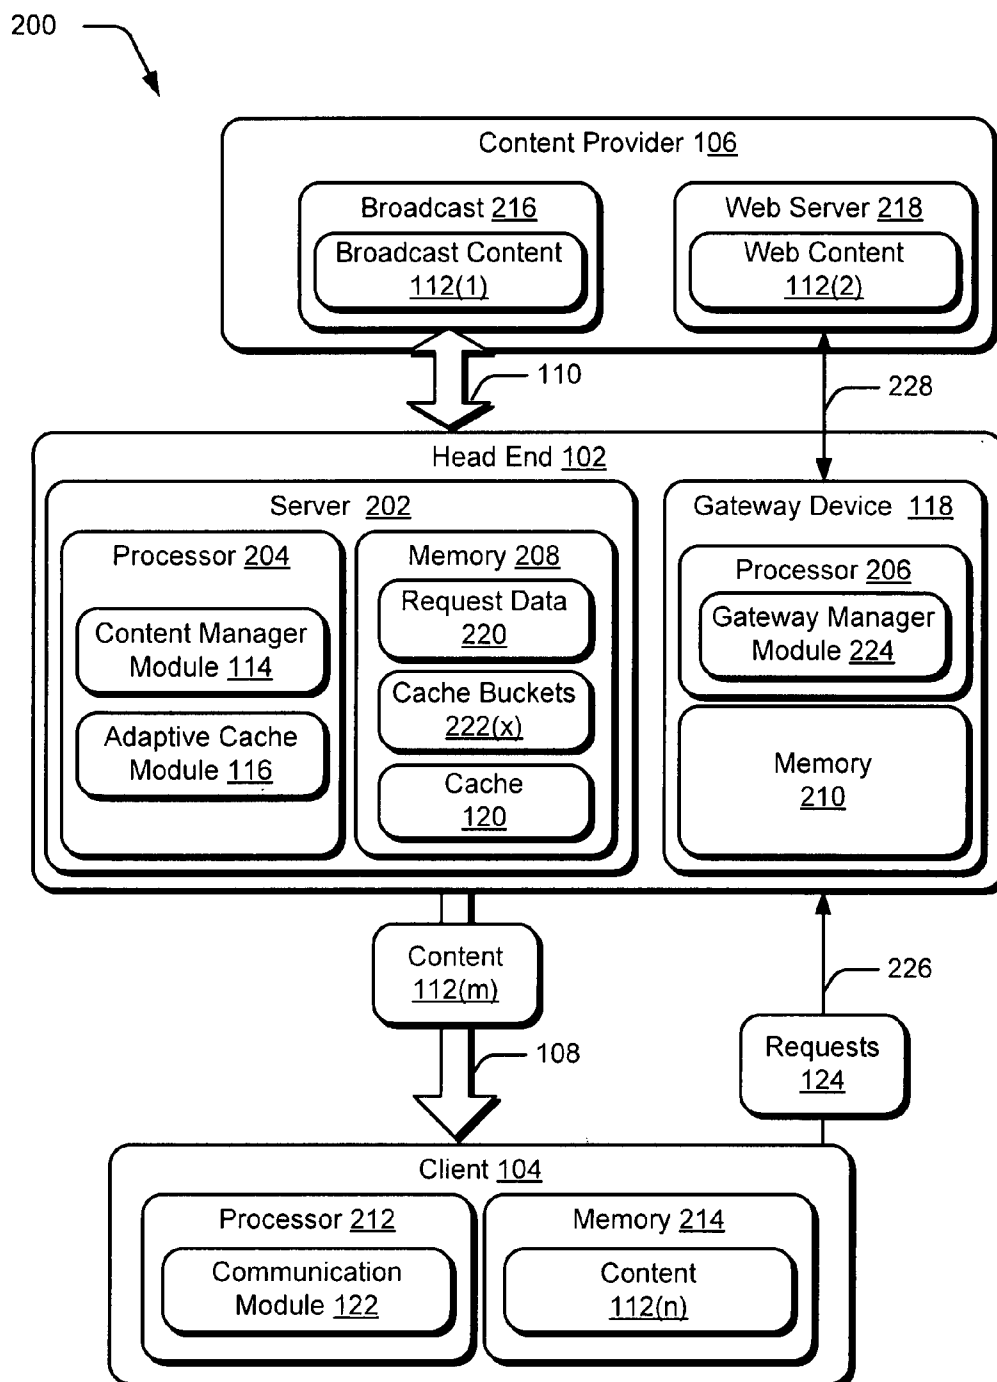 200
Content Provider 106
Broadcast 216
Broadcast Content
112(1)
Web Server 218
Web Content
112(2)
110
228
Head End 102
Server 202
Processor 204
Content Manager
Module 114
Adaptive Cache
Module 116
Memory 208
Request Data
220
Cache Buckets
222(x)
Cache
120
Gateway Device 118
Processor 206
Gateway Manager
Module 224
Memory
210
Content
112(m)
108
226
Requests
124
Client 104
Processor 212
Communication
Module 122
Memory 214
Content
112(n)